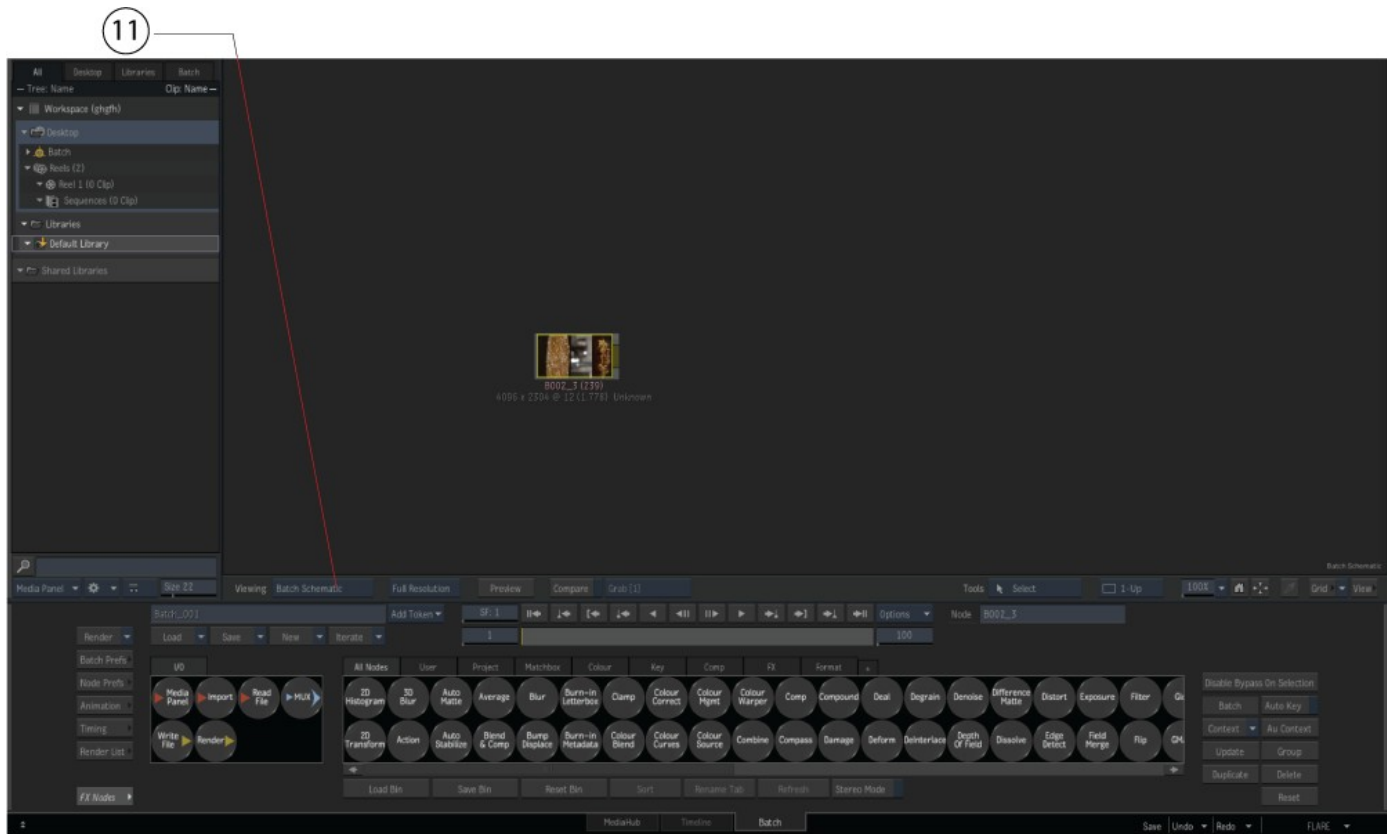 11
All Desktop Libraries Batch
Tree: Name Clip: Name
Workspace (ghgfh)
Desktop
Batch
Reels (2)
Reel 1 (0 Clip)
Sequences (0 Clip)
Libraries
Default Library
Shared Libraries
B002_3 (239)
4096 x 2304 @ 12 (1.778) Unknown
Batch Schematic
Media Panel Size 22 Viewing Batch Schematic Full Resolution Preview Compare Grab [1] Tools Select 1-Up 100% Grid View
Batch_001 Add Token SF: 1 Options Node B002_3
Render Load Save New Iterate 1 100
Batch Prefs
Node Prefs
Animation
Timing
Render List
FX Nodes
I/O
Media Panel Import Read File MUX
Write File Render
All Nodes User Project Matchbox Colour Key Comp FX Format
2D Histogram 3D Blur Auto Matte Average Blur Burn-in Letterbox Clamp Colour Correct Colour Mgmt Colour Warper Comp Compound Deal Degrain Denoise Difference Matte Distort Exposure Filter
2D Transform Action Auto Stabilize Blend & Comp Bump Displace Burn-in Metadata Colour Blend Colour Curves Colour Source Combine Compass Damage Deform Deinterlace Depth Of Field Dissolve Edge Detect Field Merge Flip
Load Bin Save Bin Reset Bin Sort Rename Tab Refresh Stereo Mode
Disable Bypass On Selection
Batch Auto Key
Context Au Context
Update Group
Duplicate Delete
Reset
MediaHub Timeline Batch
Save Undo Redo FLARE